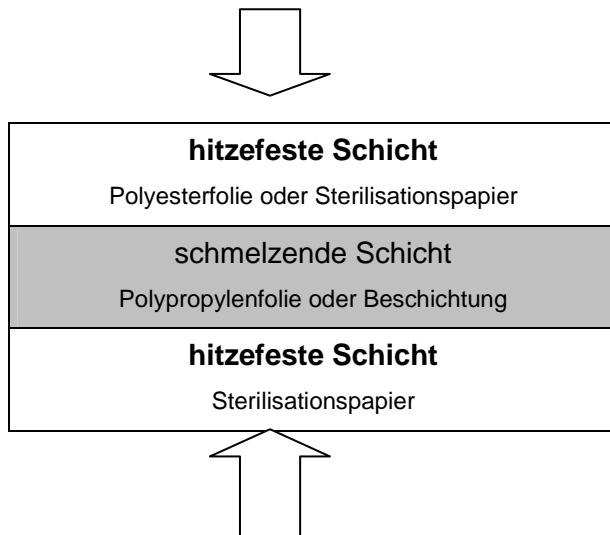 hitzefeste Schicht
Polyesterfolie oder Sterilisationspapier
schmelzende Schicht
Polypropylenfolie oder Beschichtung
hitzefeste Schicht
Sterilisationspapier